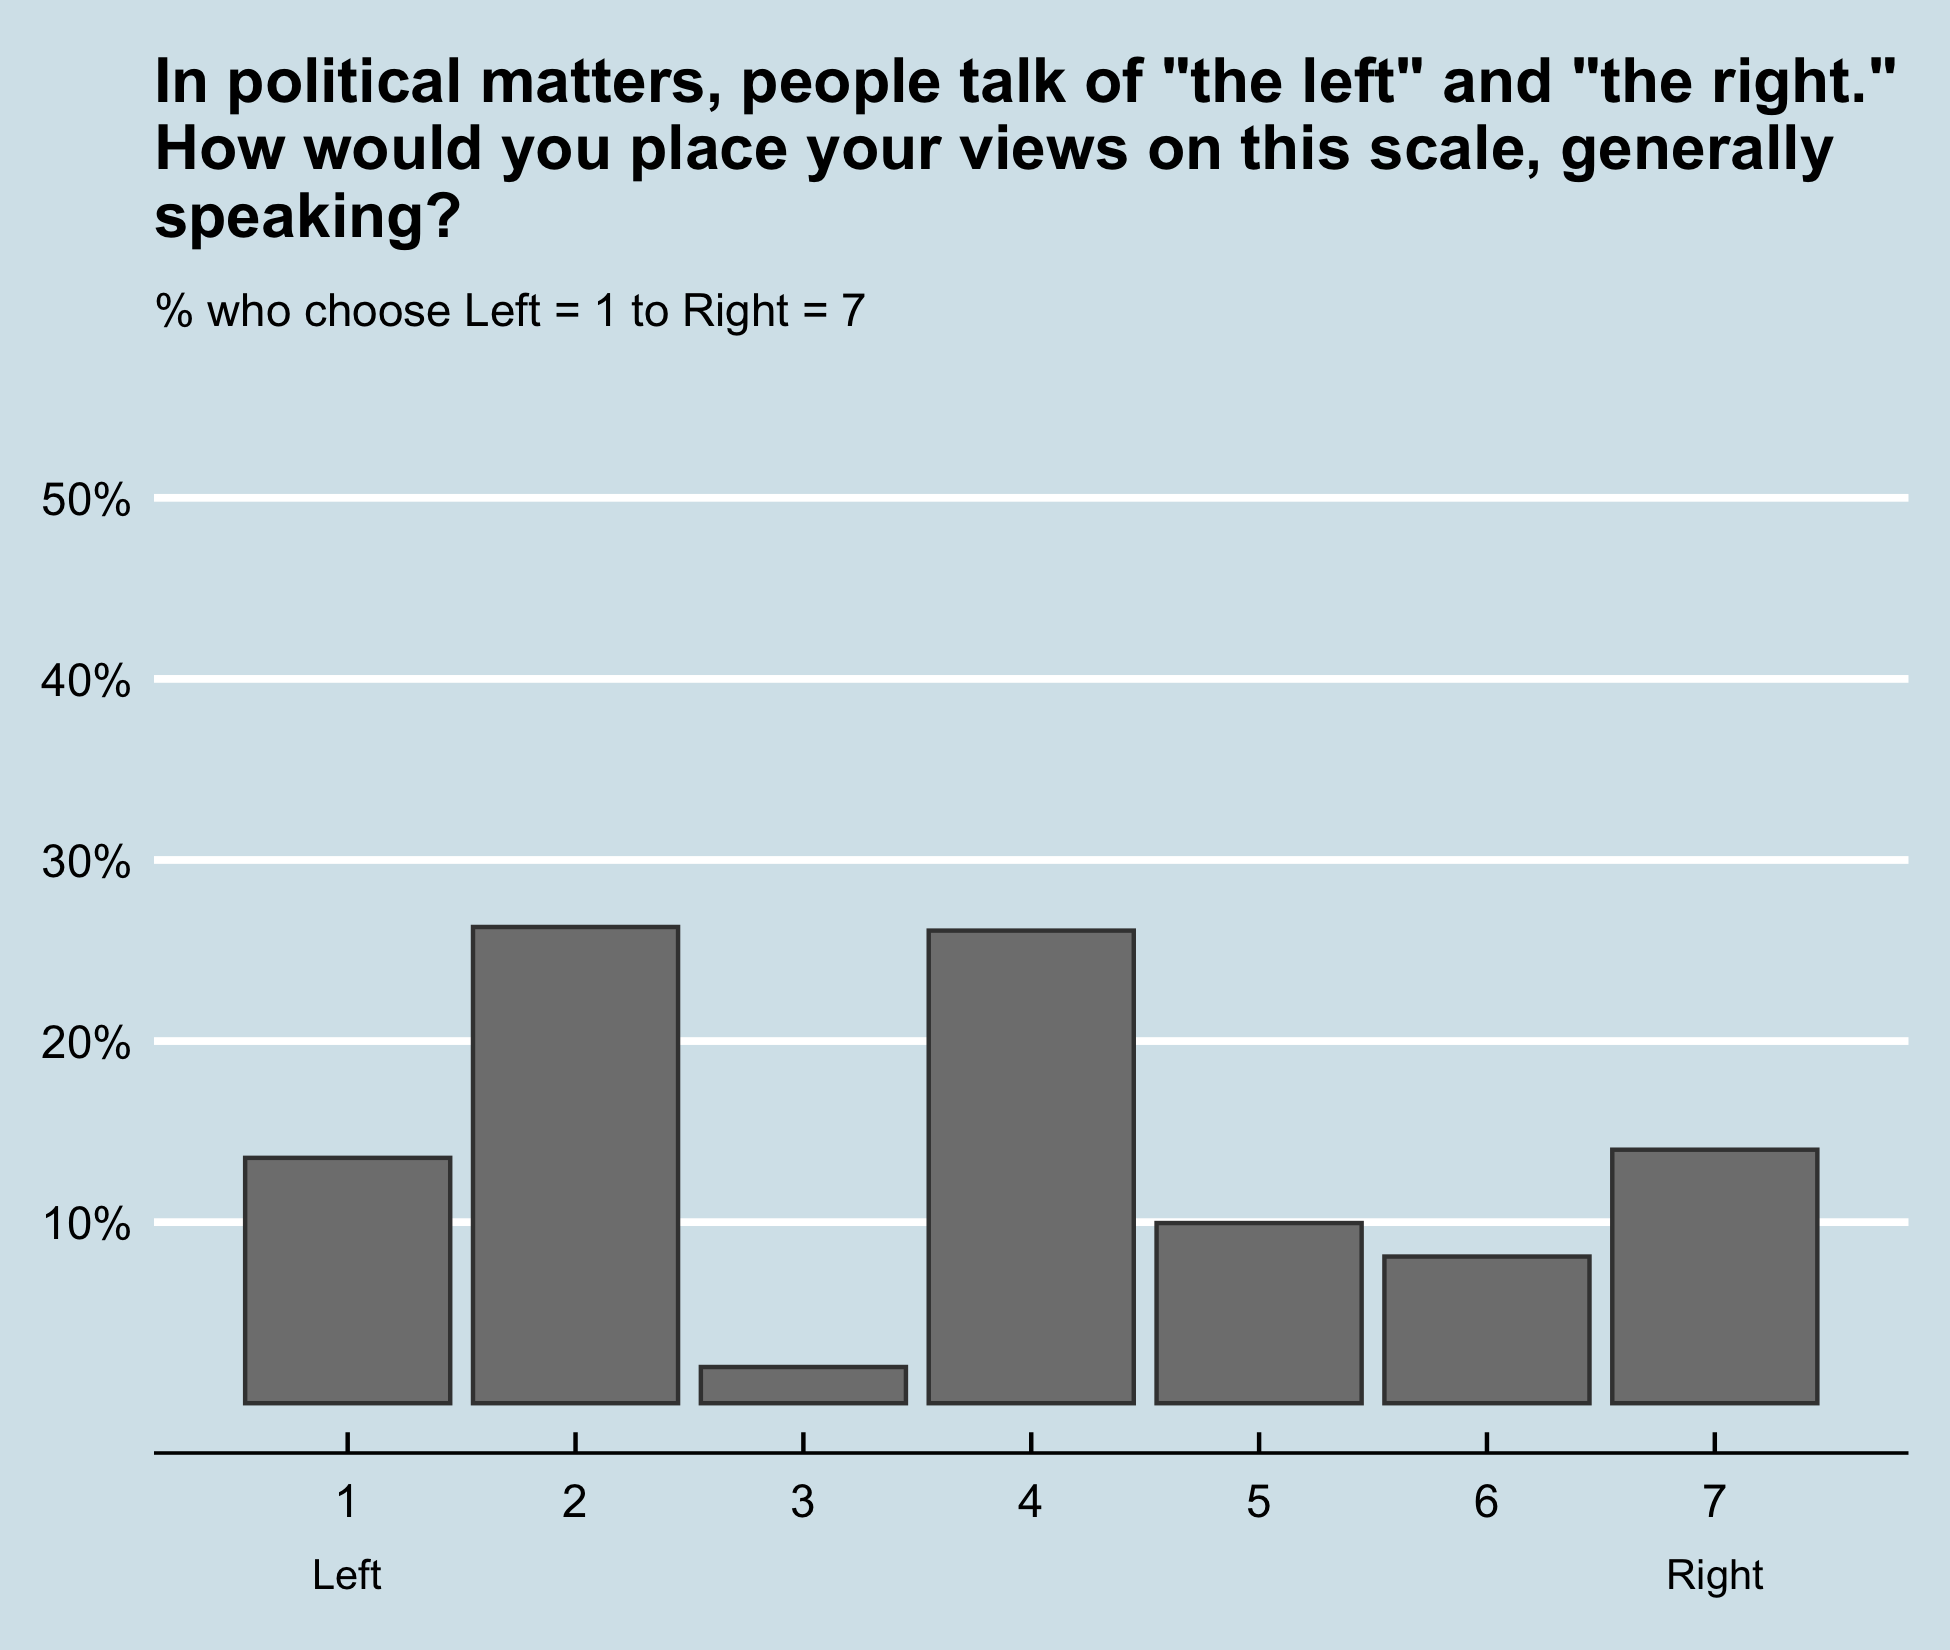 In political matters, people talk of "the left" and "the right."
How would you place your views on this scale, generally
speaking?
% who choose Left = 1 to Right = 7
50%
40%
30%
20%
10%
1 2 3 4 5 6 7
Left Right